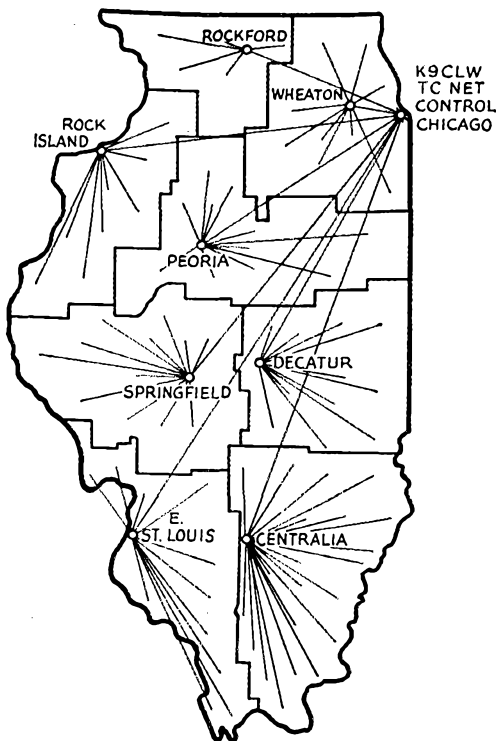 ROCKFORD
K9CLW
TC NET
CONTROL
CHICAGO
WHEATON
ROCK
ISLAND
PEORIA
DECATUR
SPRINGFIELD
E.
ST. LOUIS
CENTRALIA